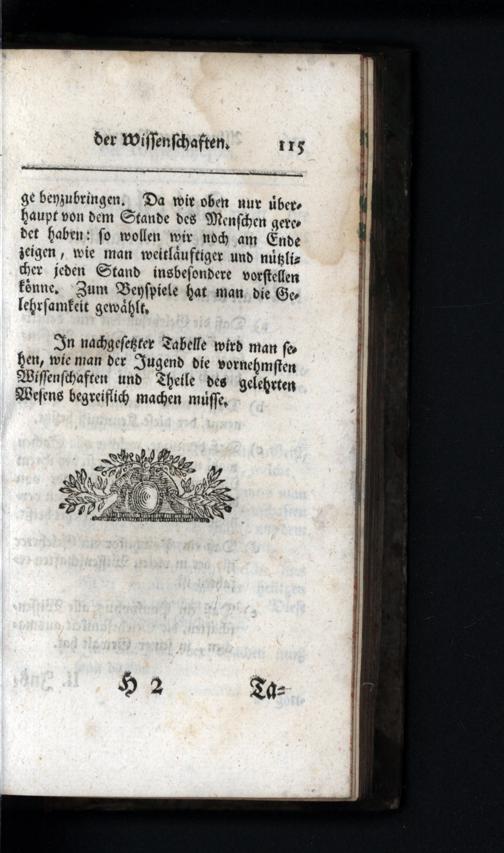 der Wissenschaften. 115
ge beyzubringen. Da wir oben nur über-
haupt von dem Stande des Menschen gere-
det haben: so wollen wir noch am Ende
zeigen, wie man weitläuftiger und nützli-
cher jeden Stand insbesondere vorstellen
könne. Zum Beyspiele hat man die Ge-
lehrsamkeit gewählt.
In nachgesetzter Tabelle wird man se-
hen, wie man der Jugend die vornehmsten
Wissenschaften und Theile des gelehrten
Wesens begreiflich machen müsse.
H 2 Ta-